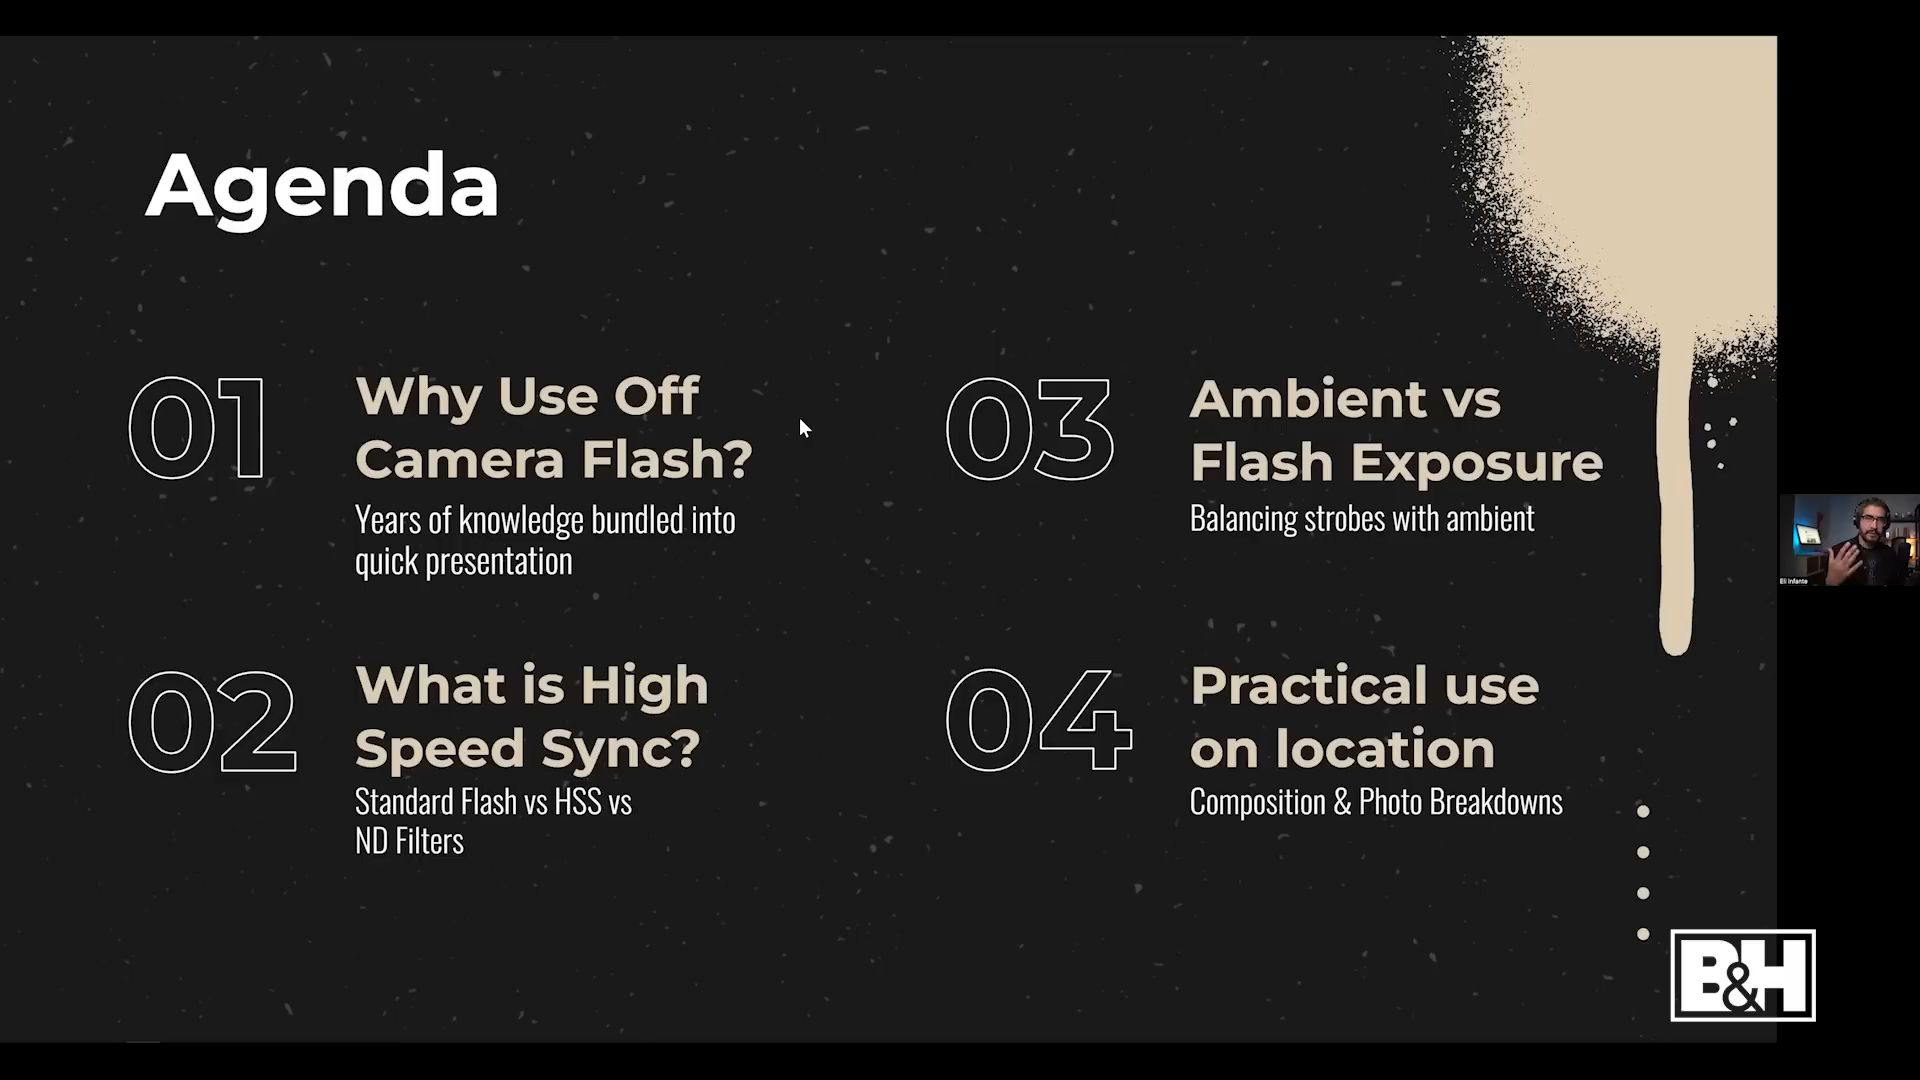 Agenda
01
Why Use Off
Camera Flash?
Years of knowledge bundled into
quick presentation
02
What is High
Speed Sync?
Standard Flash vs HSS vs
ND Filters
03
Ambient vs
Flash Exposure
Balancing strobes with ambient
04
Practical use
on location
Composition & Photo Breakdowns
Eli Infante
B&H